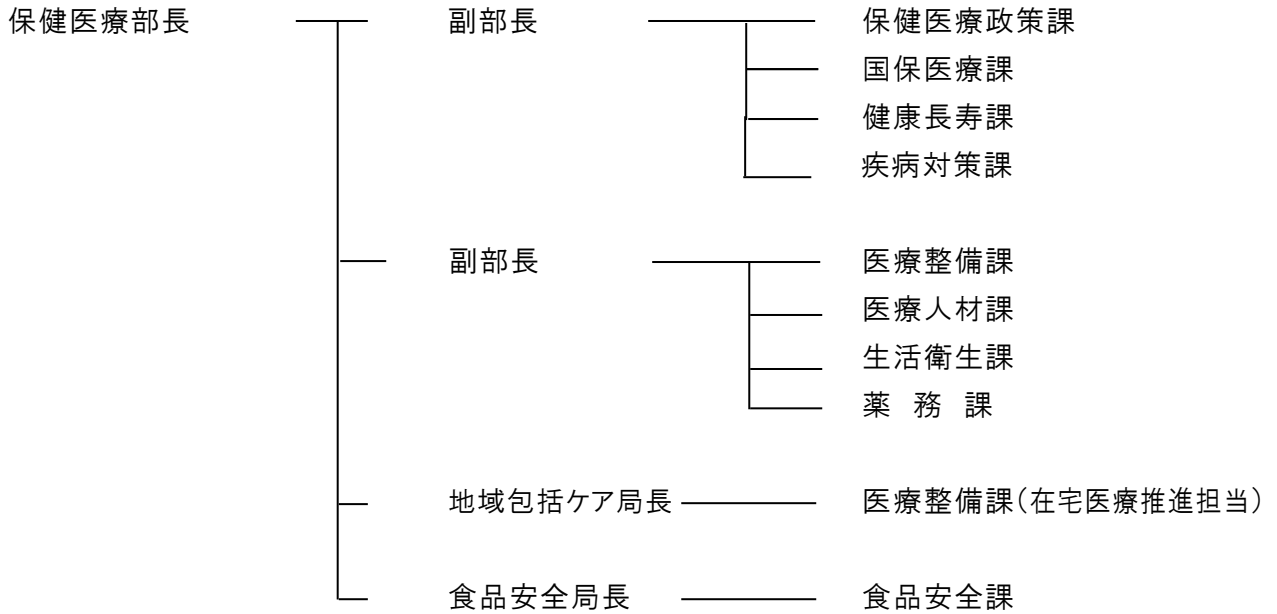 保健医療部長 副部長 保健医療政策課
国保医療課
健康長寿課
疾病対策課
副部長 医療整備課
医療人材課
生活衛生課
薬 務 課
地域包括ケア局長 医療整備課(在宅医療推進担当)
食品安全局長 食品安全課